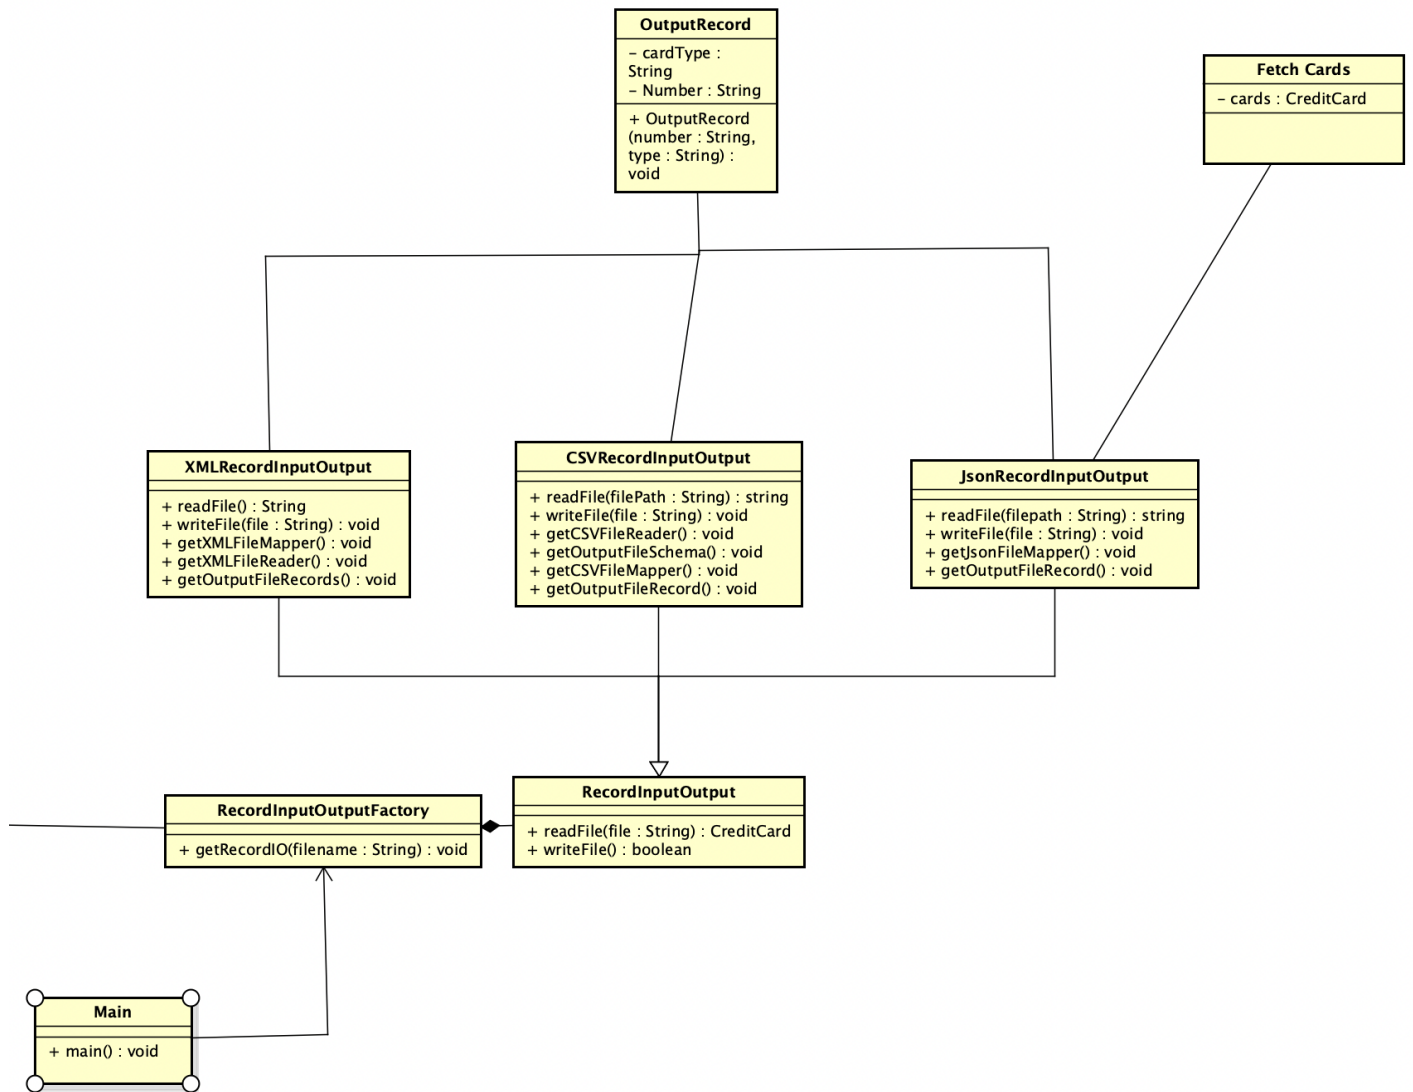 OutputRecord
– cardType :
String
– Number : String
+ OutputRecord
(number : String,
type : String) :
void
Fetch Cards
– cards : CreditCard
XMLRecordInputOutput
+ readFile() : String
+ writeFile(file : String) : void
+ getXMLFileMapper() : void
+ getXMLFileReader() : void
+ getOutputFileRecords() : void
CSVRecordInputOutput
+ readFile(filePath : String) : string
+ writeFile(file : String) : void
+ getCSVFileReader() : void
+ getOutputFileSchema() : void
+ getCSVFileMapper() : void
+ getOutputFileRecord() : void
JsonRecordInputOutput
+ readFile(filepath : String) : string
+ writeFile(file : String) : void
+ getJsonFileMapper() : void
+ getOutputFileRecord() : void
RecordInputOutputFactory
+ getRecordIO(filename : String) : void
RecordInputOutput
+ readFile(file : String) : CreditCard
+ writeFile() : boolean
Main
+ main() : void